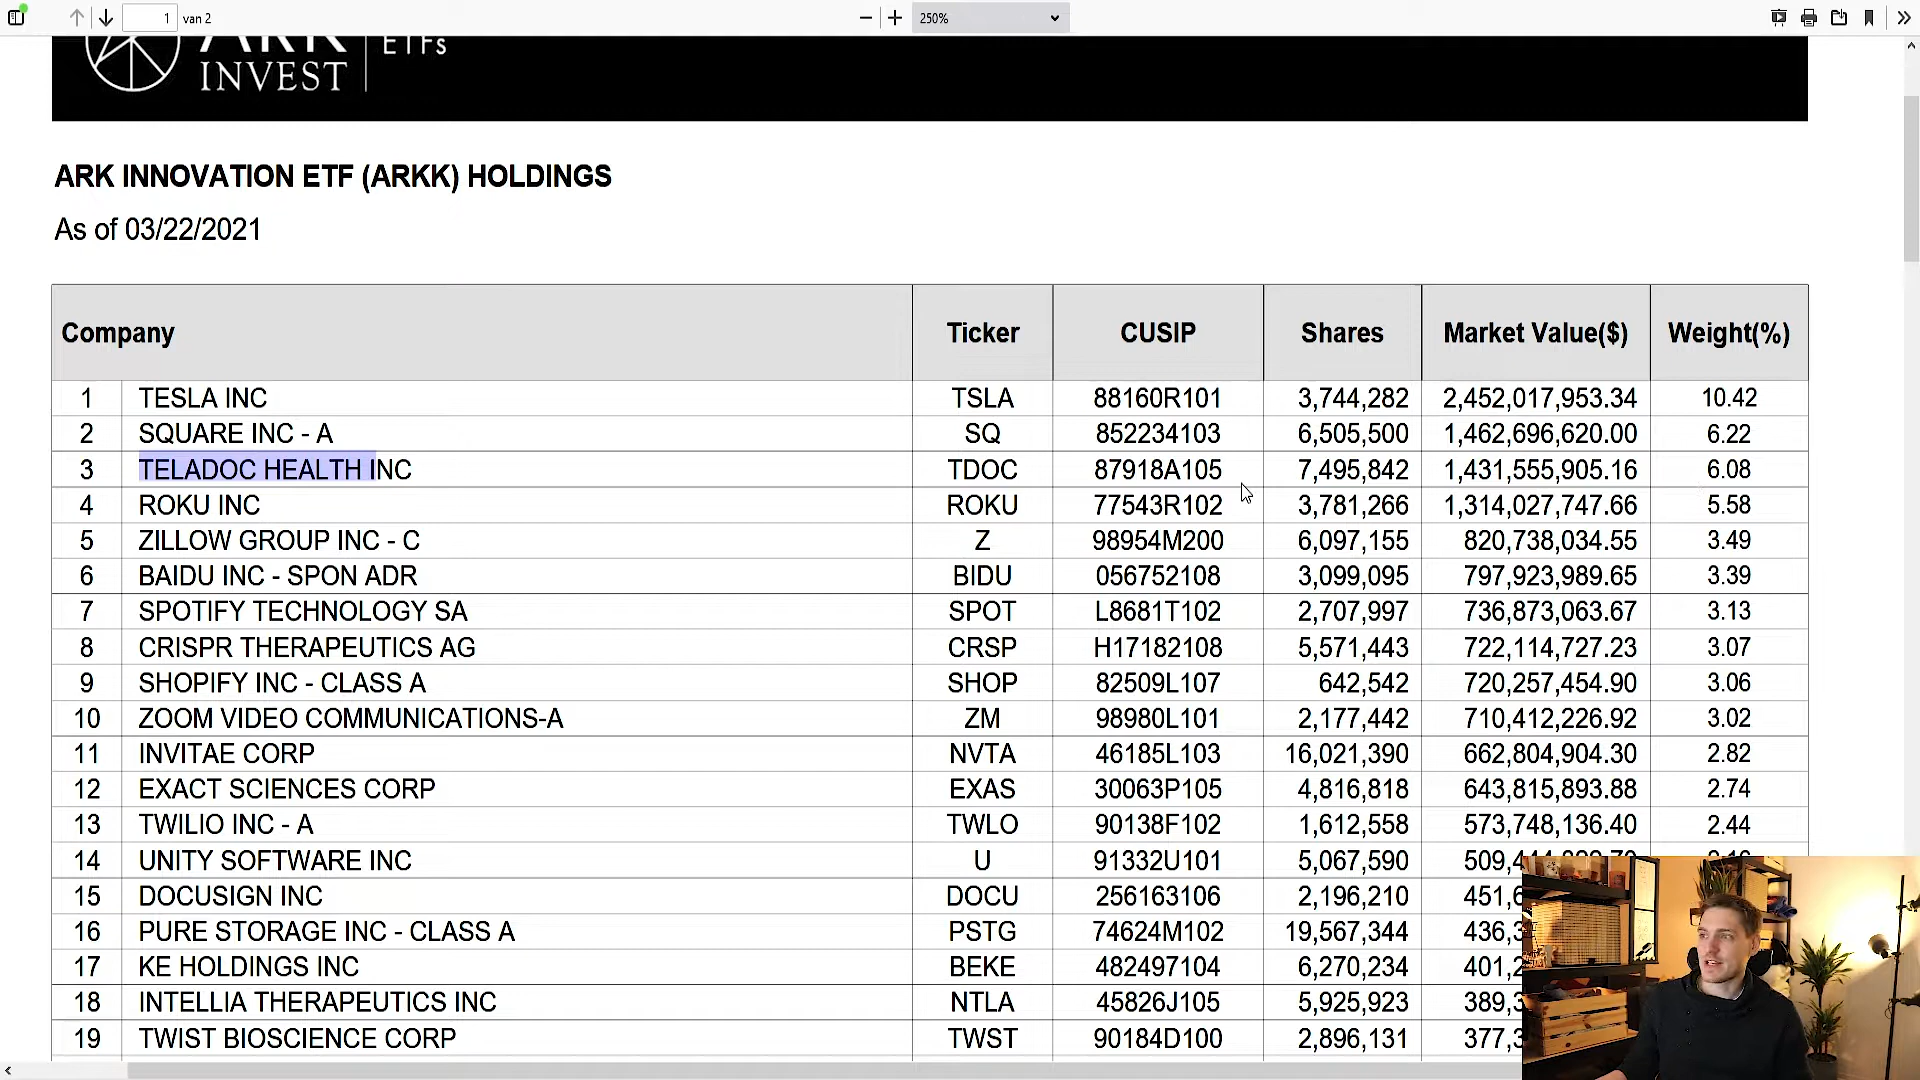 1 van 2 250%
ARK ETFs
INVEST
ARK INNOVATION ETF (ARKK) HOLDINGS
As of 03/22/2021
Company Ticker CUSIP Shares Market Value($) Weight(%)
1 TESLA INC TSLA 88160R101 3,744,282 2,452,017,953.34 10.42
2 SQUARE INC - A SQ 852234103 6,505,500 1,462,696,620.00 6.22
3 TELADOC HEALTH INC TDOC 87918A105 7,495,842 1,431,555,905.16 6.08
4 ROKU INC ROKU 77543R102 3,781,266 1,314,027,747.66 5.58
5 ZILLOW GROUP INC - C Z 98954M200 6,097,155 820,738,034.55 3.49
6 BAIDU INC - SPON ADR BIDU 056752108 3,099,095 797,923,989.65 3.39
7 SPOTIFY TECHNOLOGY SA SPOT L8681T102 2,707,997 736,873,063.67 3.13
8 CRISPR THERAPEUTICS AG CRSP H17182108 5,571,443 722,114,727.23 3.07
9 SHOPIFY INC - CLASS A SHOP 82509L107 642,542 720,257,454.90 3.06
10 ZOOM VIDEO COMMUNICATIONS-A ZM 98980L101 2,177,442 710,412,226.92 3.02
11 INVITAE CORP NVTA 46185L103 16,021,390 662,804,904.30 2.82
12 EXACT SCIENCES CORP EXAS 30063P105 4,816,818 643,815,893.88 2.74
13 TWILIO INC - A TWLO 90138F102 1,612,558 573,748,136.40 2.44
14 UNITY SOFTWARE INC U 91332U101 5,067,590
15 DOCUSIGN INC DOCU 256163106 2,196,210 451,6
16 PURE STORAGE INC - CLASS A PSTG 74624M102 19,567,344 436,3
17 KE HOLDINGS INC BEKE 482497104 6,270,234 401,2
18 INTELLIA THERAPEUTICS INC NTLA 45826J105 5,925,923 389,3
19 TWIST BIOSCIENCE CORP TWST 90184D100 2,896,131 377,3